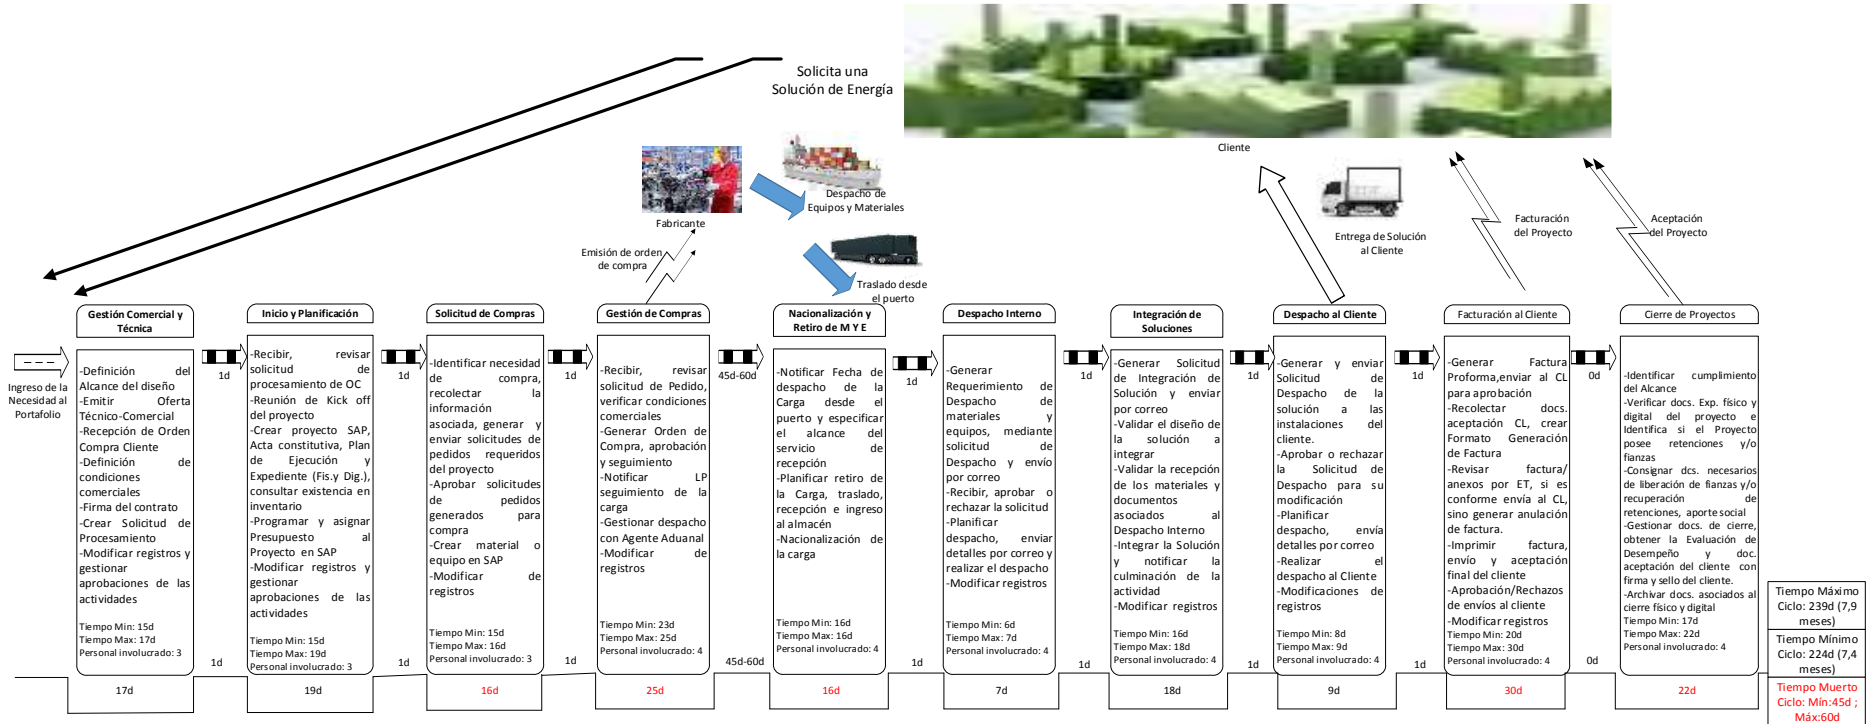 Solicita una
Solución de Energía
Cliente
Fabricante
Despacho de
Equipos y Materiales
Emisión de orden
de compra
Traslado desde
el puerto
Entrega de Solución
al Cliente
Facturación
del Proyecto
Aceptación
del Proyecto
Ingreso de la
Necesidad al
Portafolio
Gestión Comercial y
Técnica
-Definición del
Alcance del diseño
-Emitir Oferta
Técnico-Comercial
-Recepción de Orden
Compra Cliente
-Definición de
condiciones
comerciales
-Firma del contrato
-Crear Solicitud de
Procesamiento
-Modificar registros y
gestionar
aprobaciones de las
actividades
Tiempo Min: 15d
Tiempo Max: 17d
Personal involucrado: 3
1d
Inicio y Planificación
-Recibir, revisar
solicitud de
procesamiento de OC
-Reunión de Kick off
del proyecto
-Crear proyecto SAP,
Acta constitutiva, Plan
de Ejecución y
Expediente (Fis.y Dig.),
consultar existencia en
inventario
-Programar y asignar
Presupuesto al
Proyecto en SAP
-Modificar registros y
gestionar
aprobaciones de las
actividades
Tiempo Min: 15d
Tiempo Max: 19d
Personal involucrado: 3
1d
Solicitud de Compras
-Identificar necesidad
de compra,
recolectar la
información
asociada, generar y
enviar solicitudes de
pedidos requeridos
del proyecto
-Aprobar solicitudes
de pedidos
generados para
compra
-Crear material o
equipo en SAP
-Modificar de
registros
Tiempo Min: 15d
Tiempo Max: 16d
Personal involucrado: 3
1d
Gestión de Compras
-Recibir, revisar
solicitud de Pedido,
verificar condiciones
comerciales
-Generar Orden de
Compra, aprobación
y seguimiento
-Notificar LP
seguimiento de la
carga
-Gestionar despacho
con Agente Aduanal
-Modificar de
registros
Tiempo Min: 23d
Tiempo Max: 25d
Personal involucrado: 4
45d-60d
Nacionalización y
Retiro de M Y E
-Notificar Fecha de
despacho de la
Carga desde el
puerto y especificar
el alcance del
servicio de
recepción
-Planificar retiro de
la Carga, traslado,
recepción e ingreso
al almacén
-Nacionalización de
la carga
Tiempo Min: 16d
Tiempo Max: 16d
Personal involucrado: 4
1d
Despacho Interno
-Generar
Requerimiento de
Despacho de
materiales y
equipos, mediante
solicitud de
Despacho y envío
por correo
-Recibir, aprobar o
rechazar la solicitud
-Planificar
despacho, enviar
detalles por correo y
realizar el despacho
-Modificar registros
Tiempo Min: 6d
Tiempo Max: 7d
Personal involucrado: 4
1d
Integración de
Soluciones
-Generar Solicitud
de Integración de
Solución y enviar
por correo
-Validar el diseño de
la solución a
integrar
-Validar la recepción
de los materiales y
documentos
asociados al
Despacho Interno
-Integrar la Solución
y notificar la
culminación de la
actividad
-Modificar registros
Tiempo Min: 16d
Tiempo Max: 18d
Personal involucrado: 4
1d
Despacho al Cliente
-Generar y enviar
Solicitud de
Despacho de la
solución a las
instalaciones del
cliente.
-Aprobar o rechazar
la Solicitud de
Despacho para su
modificación
-Planificar
despacho, envía
detalles por correo
-Realizar el
despacho al Cliente
-Modificaciones de
registros
Tiempo Min: 8d
Tiempo Max: 9d
Personal involucrado: 4
1d
Facturación al Cliente
-Generar Factura
Proforma,enviar al CL
para aprobación
-Recolectar docs.
aceptación CL, crear
Formato Generación
de Factura
-Revisar factura/
anexos por ET, si es
conforme envía al CL,
sino generar anulación
de factura.
-Imprimir factura,
envío y aceptación
final del cliente
-Aprobación/Rechazos
de envíos al cliente
-Modificar registros
Tiempo Min: 20d
Tiempo Max: 30d
Personal involucrado: 4
0d
Cierre de Proyectos
-Identificar cumplimiento
del Alcance
-Verificar docs. Exp. físico y
digital del proyecto e
Identifica si el Proyecto
posee retenciones y/o
fianzas
-Consignar dcs. necesarios
de liberación de fianzas y/o
recuperación de
retenciones, aporte social
-Gestionar docs. de cierre,
obtener la Evaluación de
Desempeño y doc.
aceptación del cliente con
firma y sello del cliente.
-Archivar docs. asociados al
cierre físico y digital
Tiempo Min: 17d
Tiempo Max: 22d
Personal involucrado: 4
17d
1d
19d
1d
16d
1d
25d
45d-60d
16d
1d
7d
1d
18d
1d
9d
1d
30d
0d
22d
Tiempo Máximo
Ciclo: 239d (7,9
meses)
Tiempo Mínimo
Ciclo: 224d (7,4
meses)
Tiempo Muerto
Ciclo: Mín:45d ;
Máx:60d